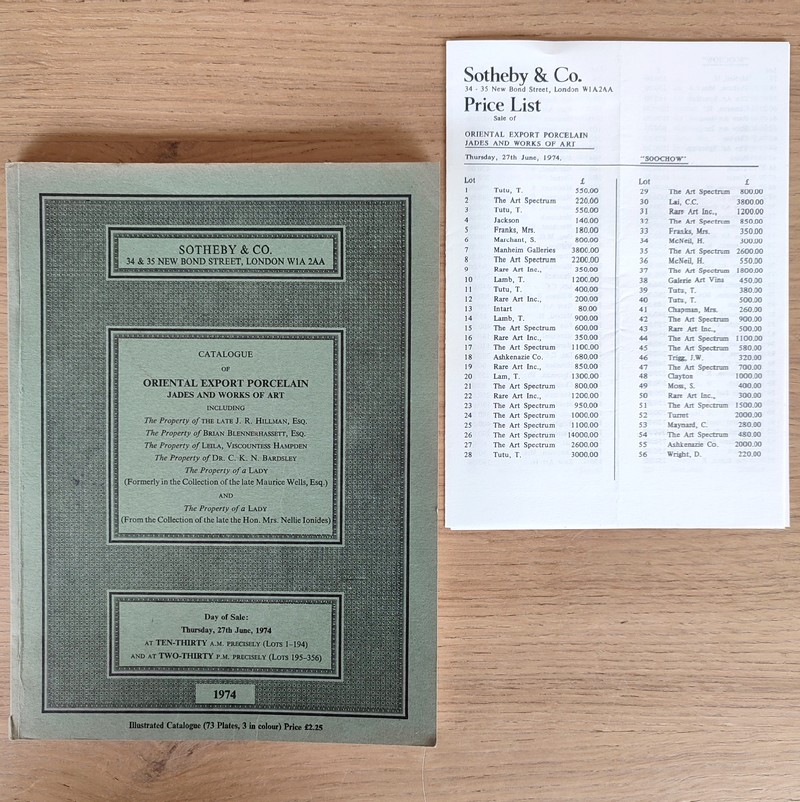 SOTHEBY & CO.
34 & 35 NEW BOND STREET, LONDON W1A 2AA
CATALOGUE
OF
ORIENTAL EXPORT PORCELAIN
JADES AND WORKS OF ART
INCLUDING
The Property of THE LATE J. R. HILLMAN, ESQ.
The Property of BRIAN BLENNERHASSETT, ESQ.
The Property of LEILA, VISCOUNTESS HAMPDEN
The Property of DR. C. K. N. BARDSLEY
The Property of a LADY
(Formerly in the Collection of the late Maurice Wells, Esq.)
AND
The Property of a LADY
(From the Collection of the late the Hon. Mrs. Nellie Ionides)
Day of Sale:
Thursday, 27th June, 1974
AT TEN-THIRTY A.M. PRECISELY (LOTS 1-194)
AND AT TWO-THIRTY P.M. PRECISELY (LOTS 195-356)
1974
Illustrated Catalogue (73 Plates, 3 in colour) Price £2.25
Sotheby & Co.
34 - 35 New Bond Street, London W1A2AA
Price List
Sale of
ORIENTAL EXPORT PORCELAIN
JADES AND WORKS OF ART
Thursday, 27th June, 1974. "SOOCHOW"
Lot £
1 Tutu, T. 550.00
2 The Art Spectrum 220.00
3 Tutu, T. 550.00
4 Jackson 140.00
5 Franks, Mrs. 180.00
6 Marchant, S. 800.00
7 Manheim Galleries 3800.00
8 The Art Spectrum 2200.00
9 Rare Art Inc., 350.00
10 Lamb, T. 1200.00
11 Tutu, T. 400.00
12 Rare Art Inc., 200.00
13 Intart 80.00
14 Lamb, T. 900.00
15 The Art Spectrum 600.00
16 Rare Art Inc., 350.00
17 The Art Spectrum 1100.00
18 Ashkenazie Co. 680.00
19 Rare Art Inc., 850.00
20 Lam, T. 1300.00
21 The Art Spectrum 800.00
22 Rare Art Inc., 1200.00
23 The Art Spectrum 950.00
24 The Art Spectrum 1000.00
25 The Art Spectrum 1100.00
26 The Art Spectrum 14000.00
27 The Art Spectrum 2600.00
28 Tutu, T. 3000.00
Lot £
29 The Art Spectrum 800.00
30 Lai, C.C. 3800.00
31 Rare Art Inc., 1200.00
32 The Art Spectrum 850.00
33 Franks, Mrs. 350.00
34 McNeil, H. 300.00
35 The Art Spectrum 2600.00
36 McNeil, H. 550.00
37 The Art Spectrum 1800.00
38 Galerie Art Vins 450.00
39 Tutu, T. 380.00
40 Tutu, T. 500.00
41 Chapman, Mrs. 260.00
42 The Art Spectrum 900.00
43 Rare Art Inc., 500.00
44 The Art Spectrum 1100.00
45 The Art Spectrum 580.00
46 Trigg, J.W. 320.00
47 The Art Spectrum 700.00
48 Clayton 1000.00
49 Moss, S. 400.00
50 Rare Art Inc., 300.00
51 The Art Spectrum 1500.00
52 Turret 2000.00
53 Maynard, C. 280.00
54 The Art Spectrum 480.00
55 Ashkenazie Co. 2000.00
56 Wright, D. 220.00